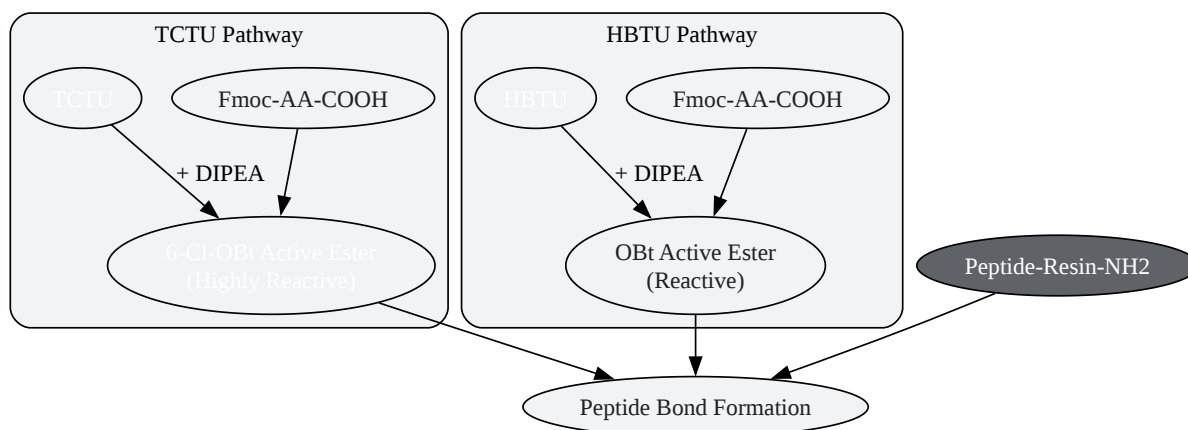 TCTU Pathway
TCTU
Fmoc-AA-COOH
+ DIPEA
6-Cl-OBt Active Ester
(Highly Reactive)
HBTU Pathway
HBTU
Fmoc-AA-COOH
+ DIPEA
OBt Active Ester
(Reactive)
Peptide-Resin-NH2
Peptide Bond Formation